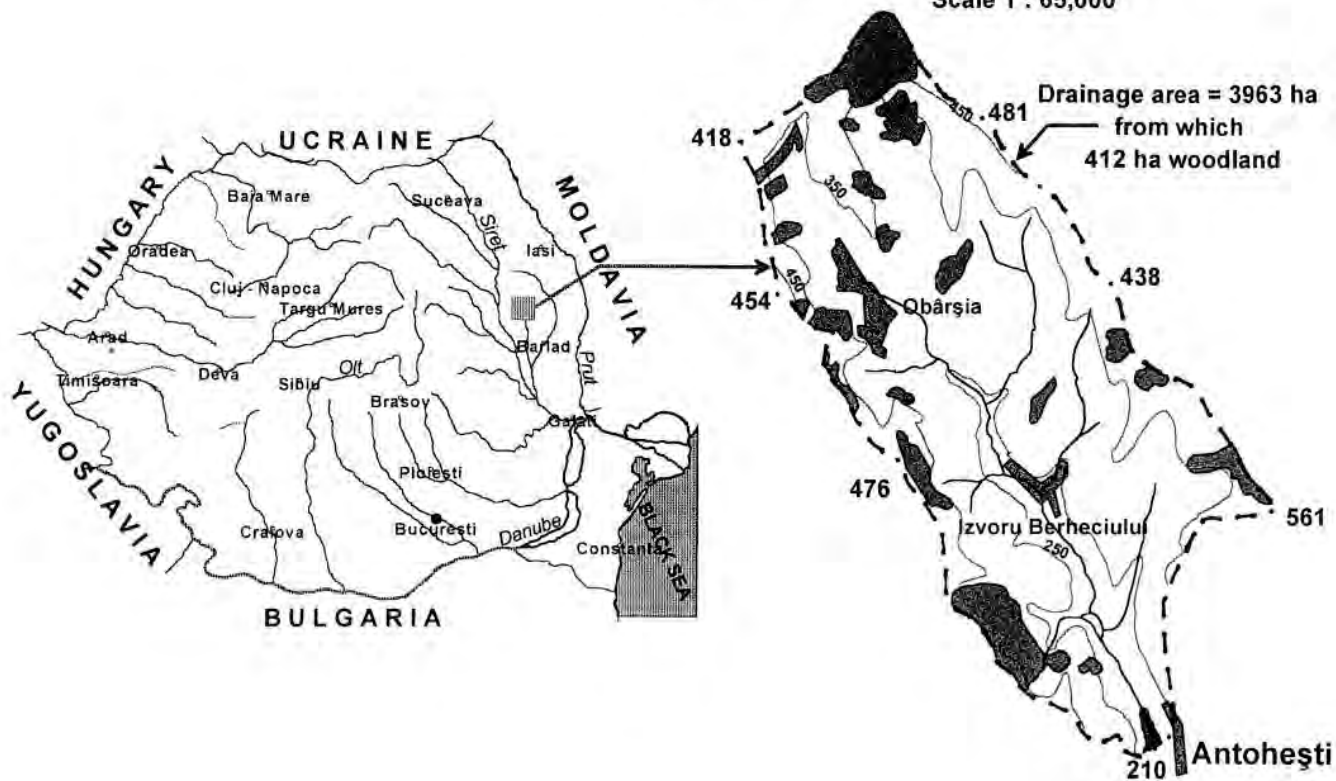 Scale 1 : 65,000
Drainage area = 3963 ha
from which
412 ha woodland
450
481
418
350
450
454
438
Obârşia
476
561
Izvoru Berheciului
250
210
Antoheşti
UCRAINE
HUNGARY
MOLDAVIA
YUGOSLAVIA
BULGARIA
BLACK SEA
Baia Mare
Suceava
Siret
Iasi
Oradea
Cluj - Napoca
Targu Mures
Arad
Barlad
Prut
Timisoara
Deva
Sibiu
Olt
Brasov
Galati
Ploiesti
Craiova
Bucuresti
Danube
Constanta